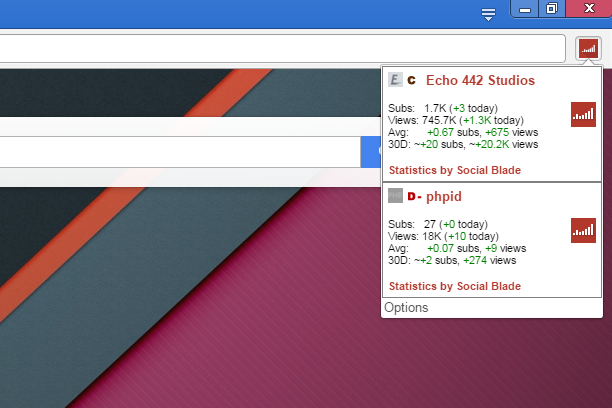 E C Echo 442 Studios
Subs: 1.7K (+3 today)
Views: 745.7K (+1.3K today)
Avg: +0.67 subs, +675 views
30D: ~+20 subs, ~+20.2K views
Statistics by Social Blade
D- phpid
Subs: 27 (+0 today)
Views: 18K (+10 today)
Avg: +0.07 subs, +9 views
30D: ~+2 subs, +274 views
Statistics by Social Blade
Options